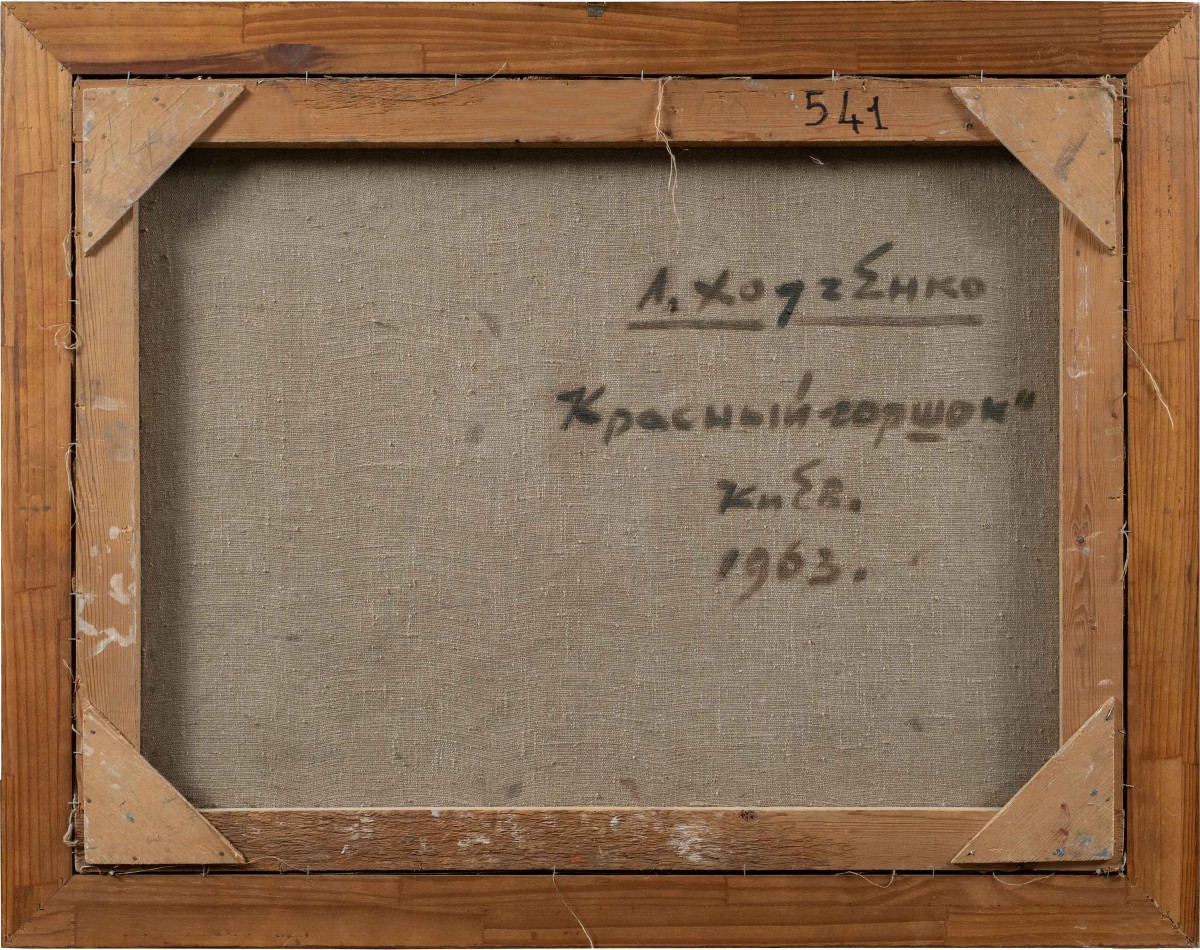 541
Л. Ходченко
Красный горшок"
Киев.
1963.